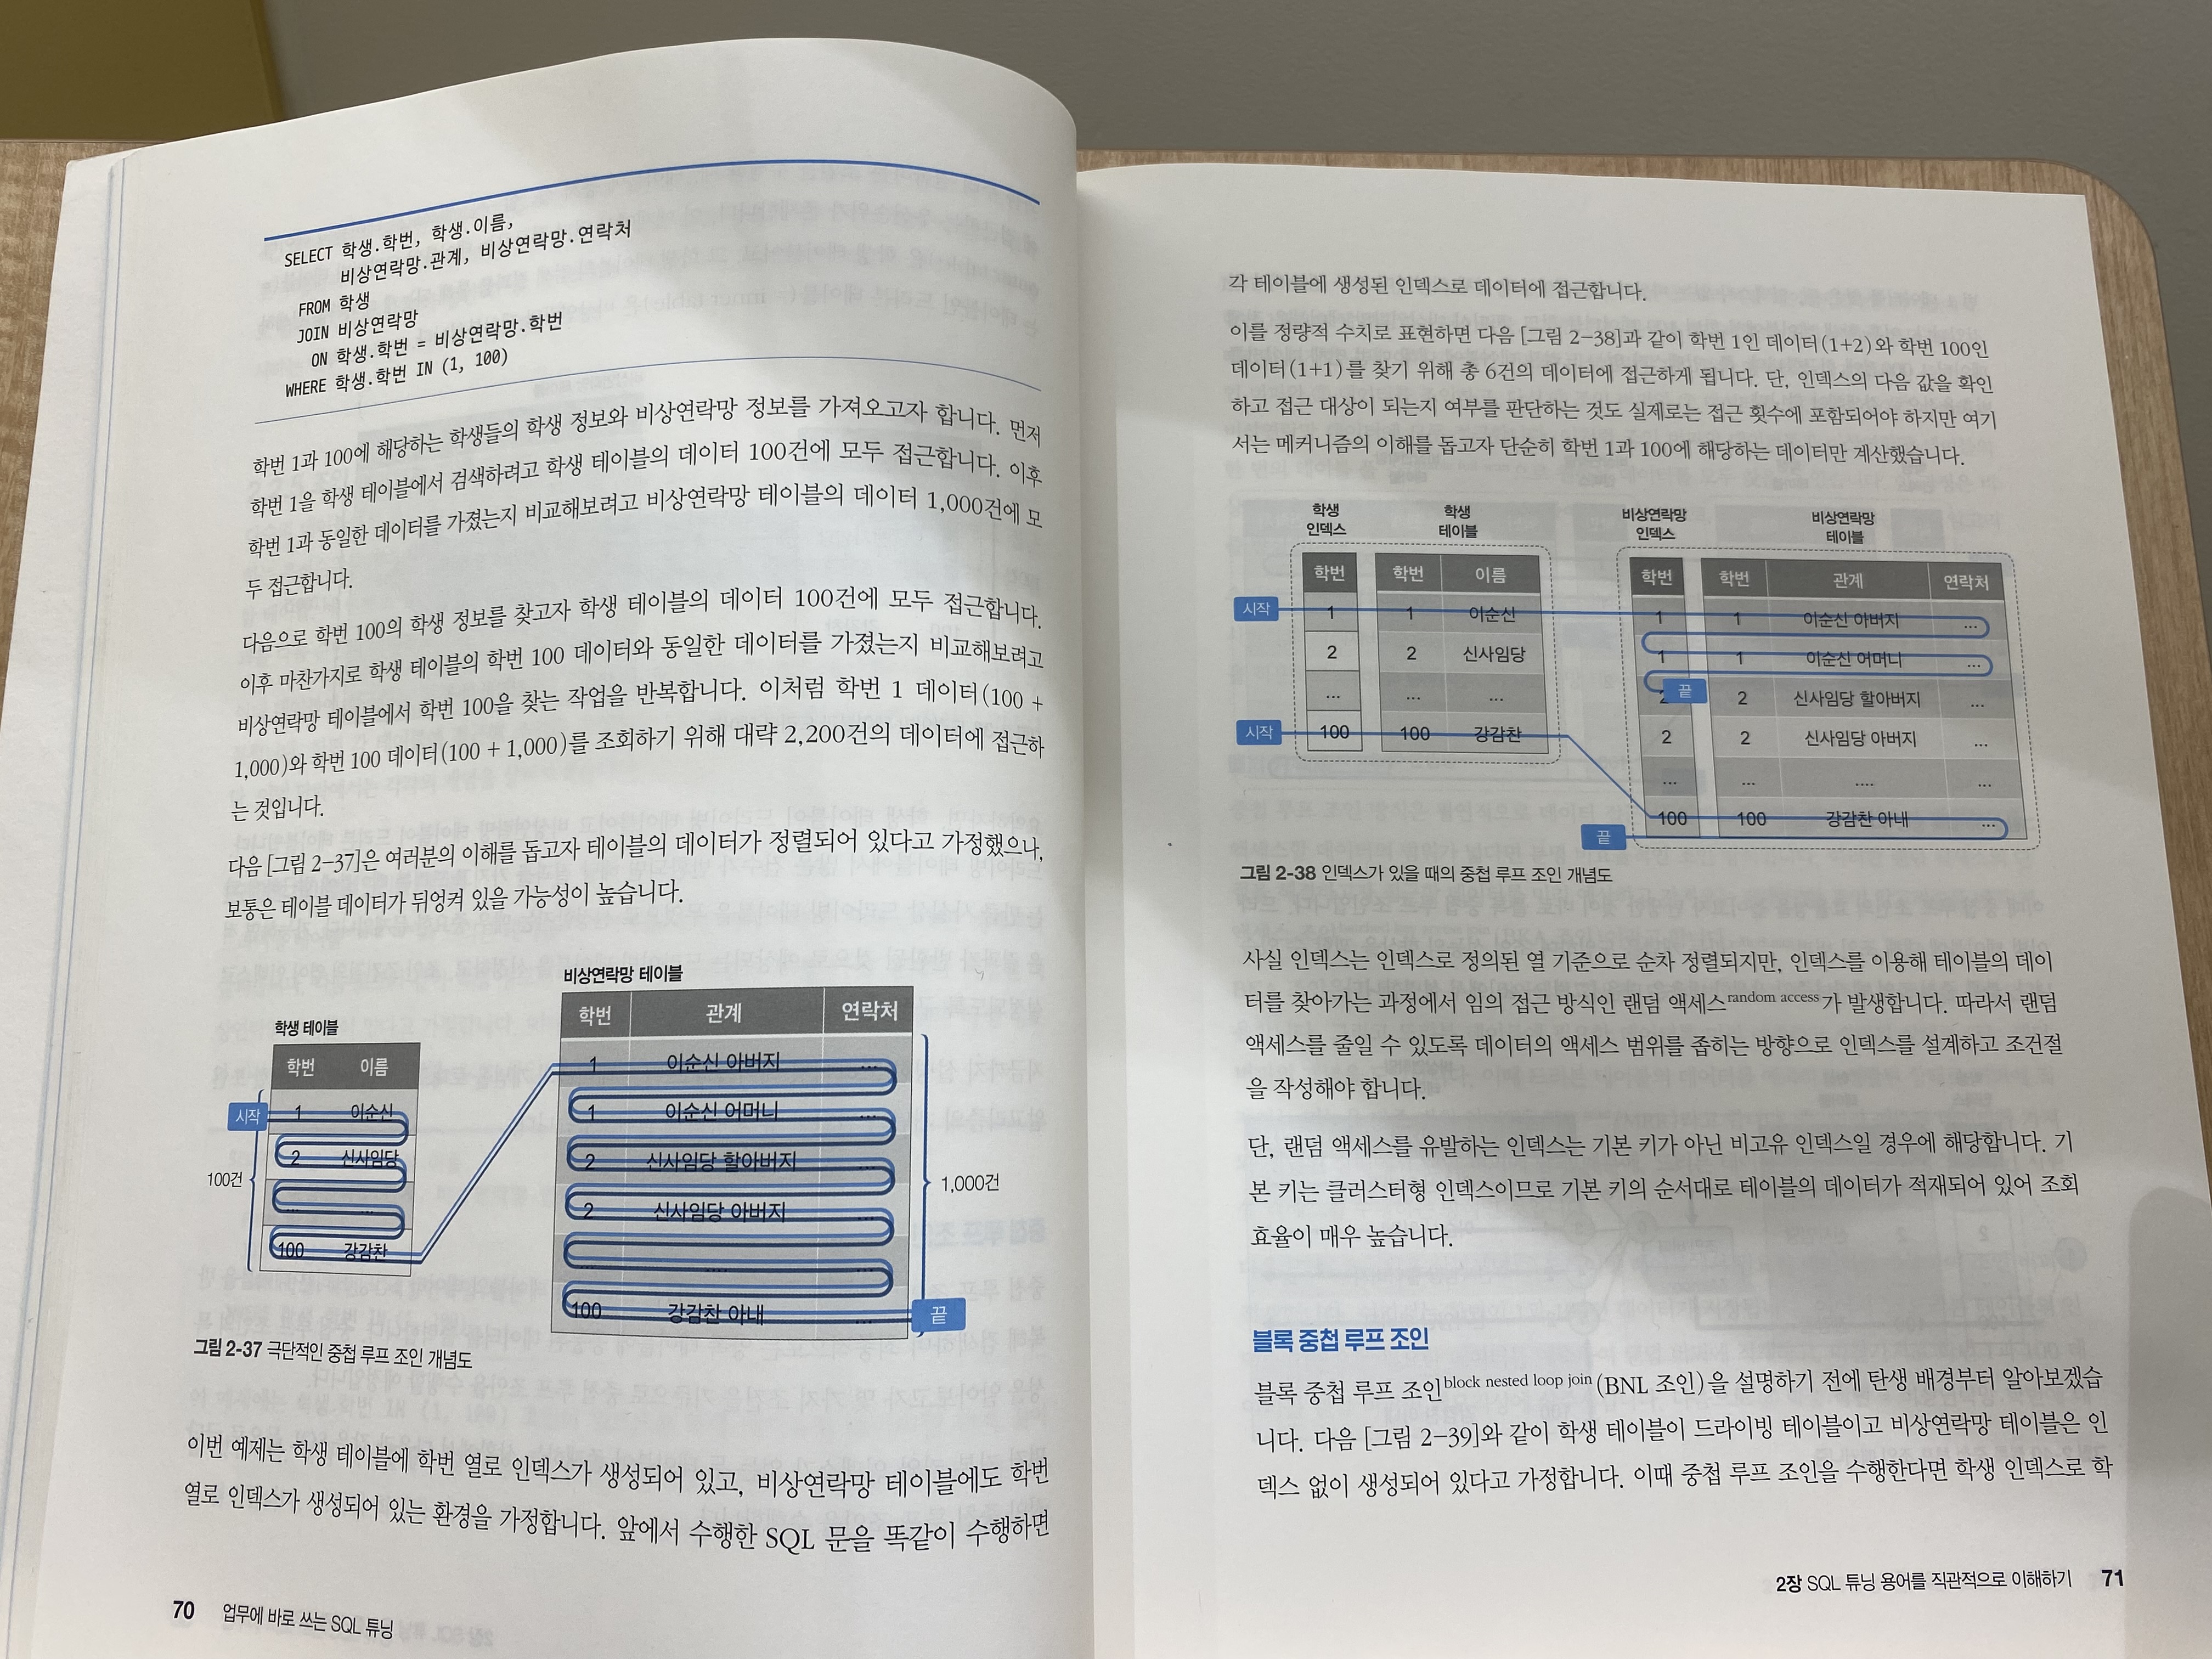 SELECT 학생.학번, 학생.이름,
비상연락망.관계, 비상연락망.연락처
FROM 학생
JOIN 비상연락망
ON 학생.학번 = 비상연락망.학번
WHERE 학생.학번 IN (1, 100)
학번 1과 100에 해당하는 학생들의 학생 정보와 비상연락망 정보를 가져오고자 합니다. 먼저
학번 1을 학생 테이블에서 검색하려고 학생 테이블의 데이터 100건에 모두 접근합니다. 이후
학번 1과 동일한 데이터를 가졌는지 비교해보려고 비상연락망 테이블의 데이터 1,000건에 모
두 접근합니다.
다음으로 학번 100의 학생 정보를 찾고자 학생 테이블의 데이터 100건에 모두 접근합니다.
이후 마찬가지로 학생 테이블의 학번 100 데이터와 동일한 데이터를 가졌는지 비교해보려고
비상연락망 테이블에서 학번 100을 찾는 작업을 반복합니다. 이처럼 학번 1 데이터(100 +
1,000)와 학번 100 데이터(100 + 1,000)를 조회하기 위해 대략 2,200건의 데이터에 접근하
는 것입니다.
다음 [그림 2-37]은 여러분의 이해를 돕고자 테이블의 데이터가 정렬되어 있다고 가정했으나,
보통은 테이블 데이터가 뒤엉켜 있을 가능성이 높습니다.
학생 테이블
학번 이름
시작
1 이순신
2 신사임당
... ...
100 강감찬
100건
비상연락망 테이블
학번 관계 연락처
1 이순신 아버지 ...
1 이순신 어머니 ...
2 신사임당 할아버지 ...
2 신사임당 아버지 ...
... .... ...
100 강감찬 아내 ...
끝
1,000건
그림 2-37 극단적인 중첩 루프 조인 개념도
이번 예제는 학생 테이블에 학번 열로 인덱스가 생성되어 있고, 비상연락망 테이블에도 학번
열로 인덱스가 생성되어 있는 환경을 가정합니다. 앞에서 수행한 SQL 문을 똑같이 수행하면
70 업무에 바로 쓰는 SQL 튜닝
각 테이블에 생성된 인덱스로 데이터에 접근합니다.
이를 정량적 수치로 표현하면 다음 [그림 2-38]과 같이 학번 1인 데이터(1+2)와 학번 100인
데이터(1+1)를 찾기 위해 총 6건의 데이터에 접근하게 됩니다. 단, 인덱스의 다음 값을 확인
하고 접근 대상이 되는지 여부를 판단하는 것도 실제로는 접근 횟수에 포함되어야 하지만 여기
서는 메커니즘의 이해를 돕고자 단순히 학번 1과 100에 해당하는 데이터만 계산했습니다.
학생
인덱스
학번
시작
1
2
...
시작
100
학생
테이블
학번 이름
1 이순신
2 신사임당
... ...
100 강감찬
비상연락망
인덱스
학번
1
1
2
끝
2
...
100
끝
비상연락망
테이블
학번 관계 연락처
1 이순신 아버지 ...
1 이순신 어머니 ...
2 신사임당 할아버지 ...
2 신사임당 아버지 ...
... .... ...
100 강감찬 아내 ...
그림 2-38 인덱스가 있을 때의 중첩 루프 조인 개념도
사실 인덱스는 인덱스로 정의된 열 기준으로 순차 정렬되지만, 인덱스를 이용해 테이블의 데이
터를 찾아가는 과정에서 임의 접근 방식인 랜덤 액세스random access가 발생합니다. 따라서 랜덤
액세스를 줄일 수 있도록 데이터의 액세스 범위를 좁히는 방향으로 인덱스를 설계하고 조건절
을 작성해야 합니다.
단, 랜덤 액세스를 유발하는 인덱스는 기본 키가 아닌 비고유 인덱스일 경우에 해당합니다. 기
본 키는 클러스터형 인덱스이므로 기본 키의 순서대로 테이블의 데이터가 적재되어 있어 조회
효율이 매우 높습니다.
블록 중첩 루프 조인
블록 중첩 루프 조인block nested loop join(BNL 조인)을 설명하기 전에 탄생 배경부터 알아보겠습
니다. 다음 [그림 2-39]와 같이 학생 테이블이 드라이빙 테이블이고 비상연락망 테이블은 인
덱스 없이 생성되어 있다고 가정합니다. 이때 중첩 루프 조인을 수행한다면 학생 인덱스로 학
2장 SQL 튜닝 용어를 직관적으로 이해하기 71